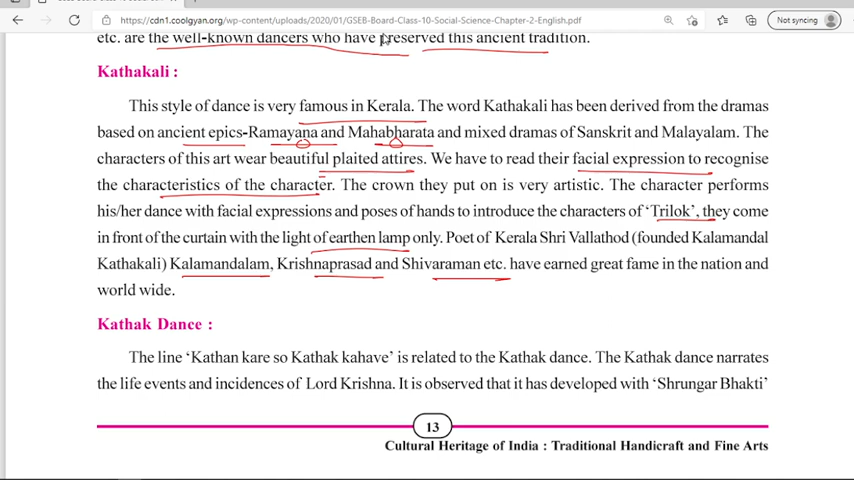 https://cdn1.coolgyan.org/wp-content/uploads/2020/01/GSEB-Board-Class-10-Social-Science-Chapter-2-English.pdf
Not syncing
etc. are the well-known dancers who have preserved this ancient tradition.
Kathakali :
This style of dance is very famous in Kerala. The word Kathakali has been derived from the dramas
based on ancient epics-Ramayana and Mahabharata and mixed dramas of Sanskrit and Malayalam. The
characters of this art wear beautiful plaited attires. We have to read their facial expression to recognise
the characteristics of the character. The crown they put on is very artistic. The character performs
his/her dance with facial expressions and poses of hands to introduce the characters of ‘Trilok’, they come
in front of the curtain with the light of earthen lamp only. Poet of Kerala Shri Vallathod (founded Kalamandal
Kathakali) Kalamandalam, Krishnaprasad and Shivaraman etc. have earned great fame in the nation and
world wide.
Kathak Dance :
The line ‘Kathan kare so Kathak kahave’ is related to the Kathak dance. The Kathak dance narrates
the life events and incidences of Lord Krishna. It is observed that it has developed with ‘Shrungar Bhakti’
13
Cultural Heritage of India : Traditional Handicraft and Fine Arts